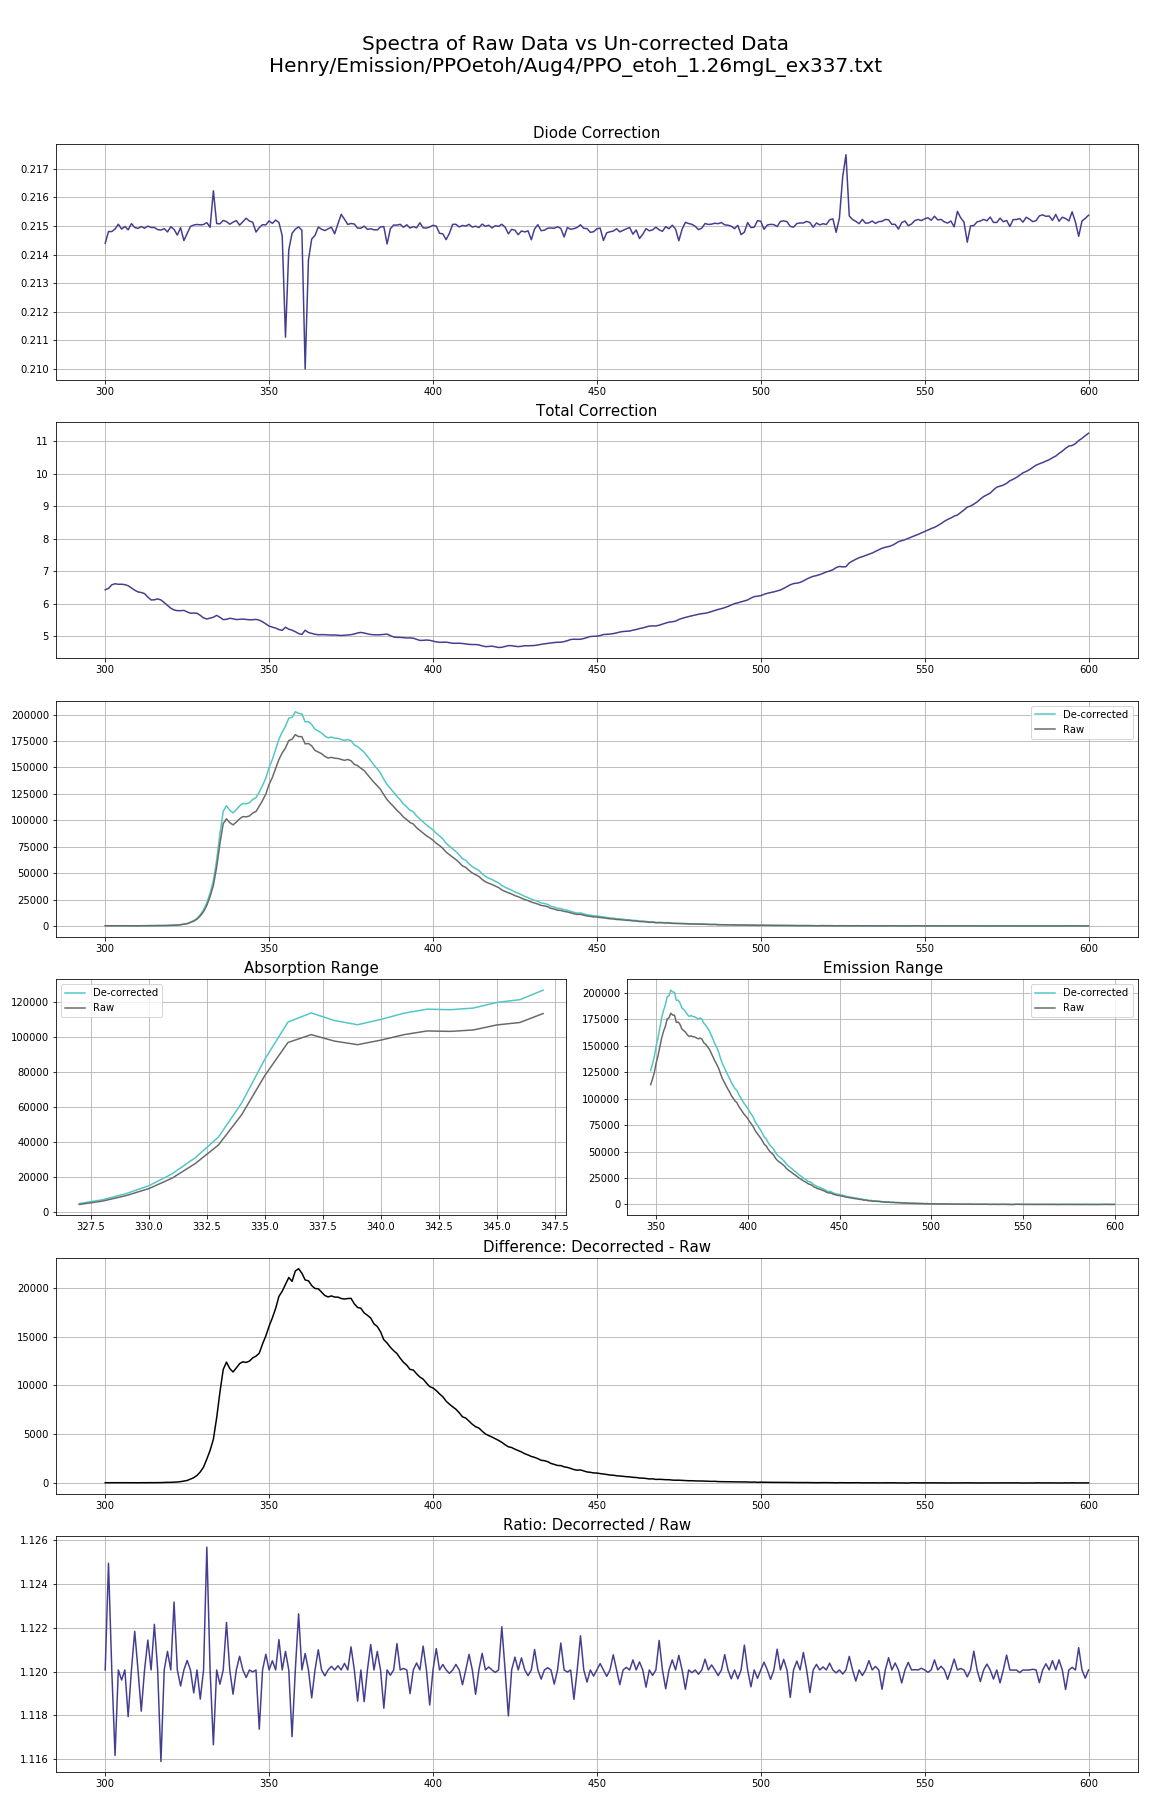 Spectra of Raw Data vs Un-corrected Data
Henry/Emission/PPOetoh/Aug4/PPO_etoh_1.26mgL_ex337.txt
Diode Correction
0.217
0.216
0.215
0.214
0.213
0.212
0.211
0.210
300 350 400 450 500 550 600
Total Correction
11
10
9
8
7
6
5
300 350 400 450 500 550 600
De-corrected
Raw
200000
175000
150000
125000
100000
75000
50000
25000
0
300 350 400 450 500 550 600
Absorption Range
De-corrected
Raw
120000
100000
80000
60000
40000
20000
0
327.5 330.0 332.5 335.0 337.5 340.0 342.5 345.0 347.5
Emission Range
De-corrected
Raw
200000
175000
150000
125000
100000
75000
50000
25000
0
350 400 450 500 550 600
Difference: Decorrected - Raw
20000
15000
10000
5000
0
300 350 400 450 500 550 600
Ratio: Decorrected / Raw
1.126
1.124
1.122
1.120
1.118
1.116
300 350 400 450 500 550 600